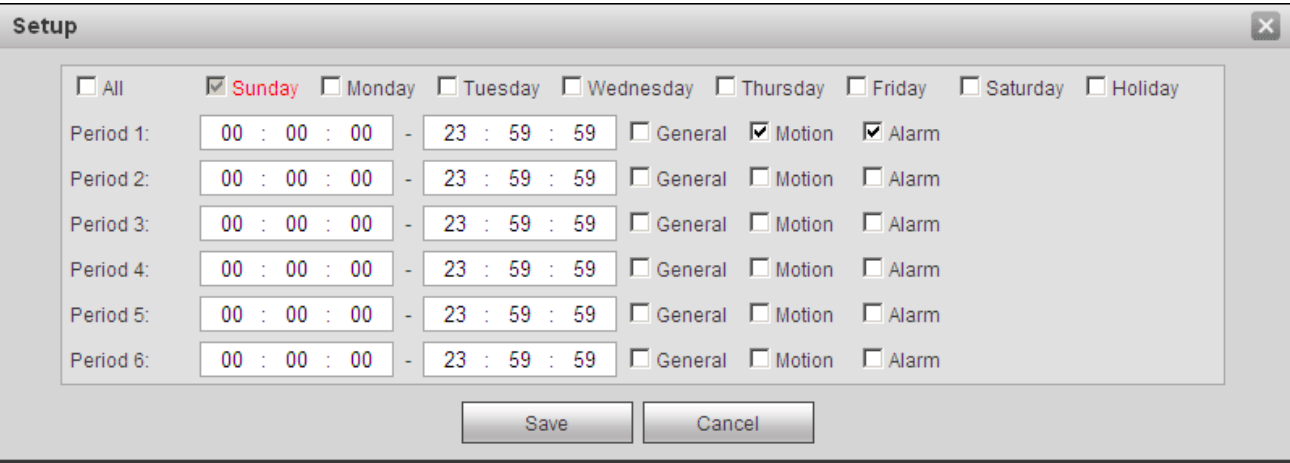 Setup
All Sunday Monday Tuesday Wednesday Thursday Friday Saturday Holiday
Period 1: 00 : 00 : 00 - 23 : 59 : 59 General Motion Alarm
Period 2: 00 : 00 : 00 - 23 : 59 : 59 General Motion Alarm
Period 3: 00 : 00 : 00 - 23 : 59 : 59 General Motion Alarm
Period 4: 00 : 00 : 00 - 23 : 59 : 59 General Motion Alarm
Period 5: 00 : 00 : 00 - 23 : 59 : 59 General Motion Alarm
Period 6: 00 : 00 : 00 - 23 : 59 : 59 General Motion Alarm
Save Cancel